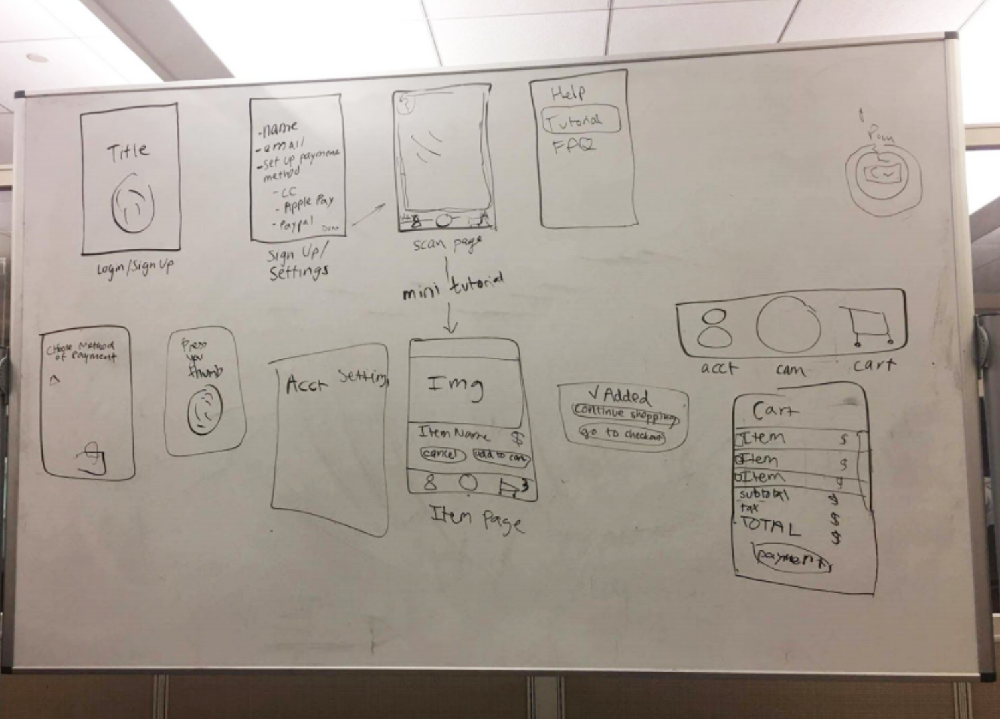 Title
Login/Sign Up
-name
-email
-Set up payment
method
- CC
- Apple Pay
- Paypal
Done
Sign Up/
Settings
?
scan page
mini tutorial
Help
Tutorial
FAQ
Choose Method
of Payment
Press
you
thumb
Acct Setting
Img
Item Name $
cancel add to cart
3
Item Page
√ Added
continue shopping
go to checkout
acct cam cart
Cart
Item $
Item $
Item $
subtotal $
tax $
TOTAL $
payment